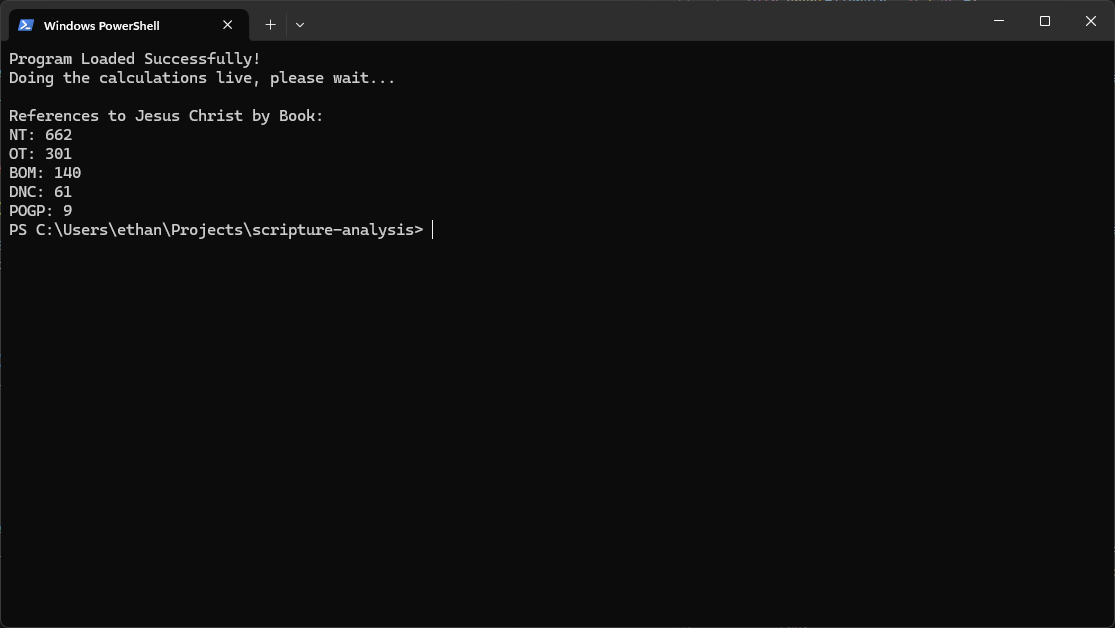 Windows PowerShell
Program Loaded Successfully!
Doing the calculations live, please wait...
References to Jesus Christ by Book:
NT: 662
OT: 301
BOM: 140
DNC: 61
POGP: 9
PS C:\Users\ethan\Projects\scripture-analysis>